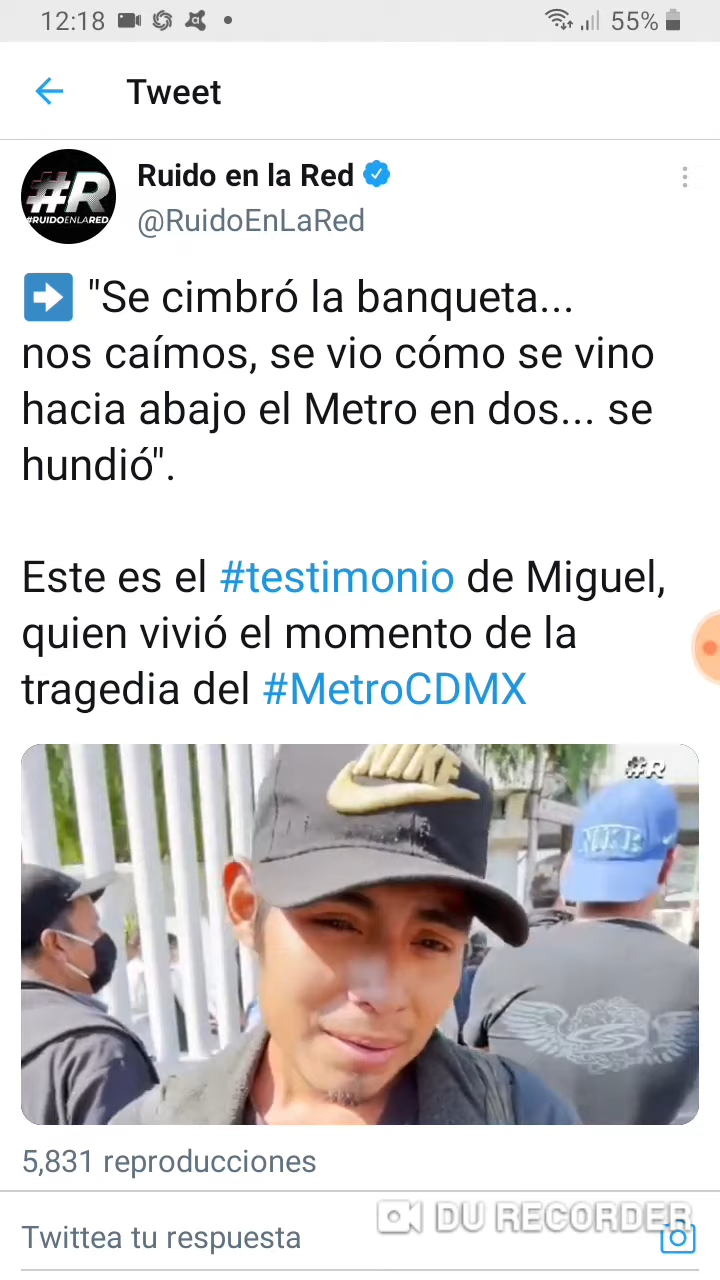 12:18
55%
Tweet
#R
#RUIDOENLARED
Ruido en la Red
@RuidoEnLaRed
"Se cimbró la banqueta...
nos caímos, se vio cómo se vino
hacia abajo el Metro en dos... se
hundió".
Este es el #testimonio de Miguel,
quien vivió el momento de la
tragedia del #MetroCDMX
#R
NIKE
NIKE
5,831 reproducciones
DU RECORDER
Twittea tu respuesta